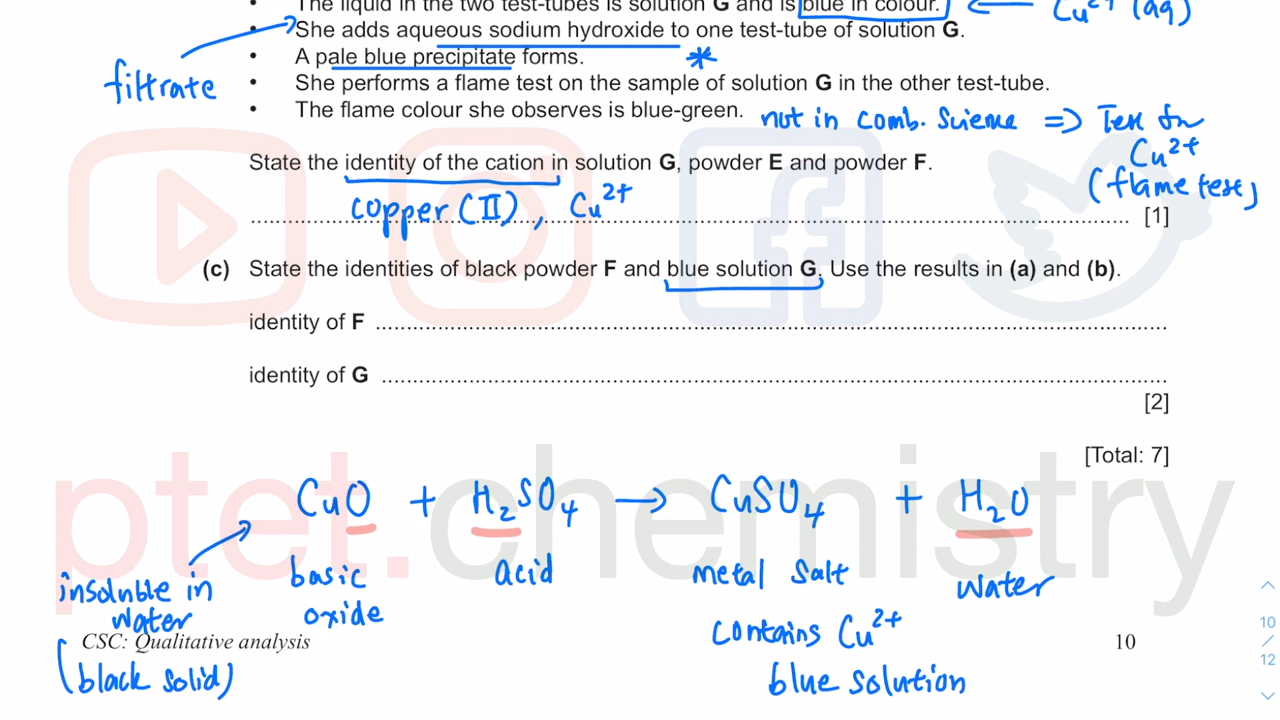 • The liquid in the two test-tubes is solution G and is blue in colour. ← Cu²⁺ (aq)
• She adds aqueous sodium hydroxide to one test-tube of solution G.
filtrate
• A pale blue precipitate forms. *
• She performs a flame test on the sample of solution G in the other test-tube.
• The flame colour she observes is blue-green. not in comb. Science => Test for
Cu²⁺
(flame test)
State the identity of the cation in solution G, powder E and powder F.
copper (II), Cu²⁺ [1]
(c) State the identities of black powder F and blue solution G. Use the results in (a) and (b).
identity of F ........................................
identity of G ........................................
[2]
[Total: 7]
ptet.chemistry
CuO + H₂SO₄ → CuSO₄ + H₂O
insoluble in water
(black solid)
basic oxide
acid
metal salt
water
contains Cu²⁺
blue solution
CSC: Qualitative analysis 10
10
/
12